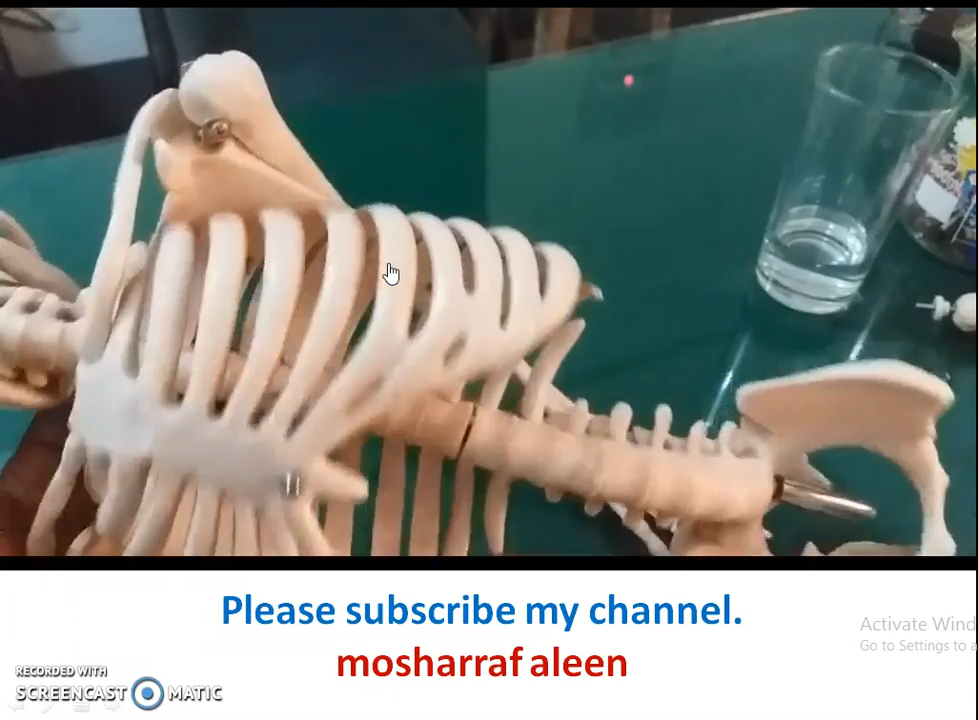 Please subscribe my channel.
mosharraf aleen
Activate Wind
Go to Settings to a
RECORDED WITH
SCREENCAST MATIC